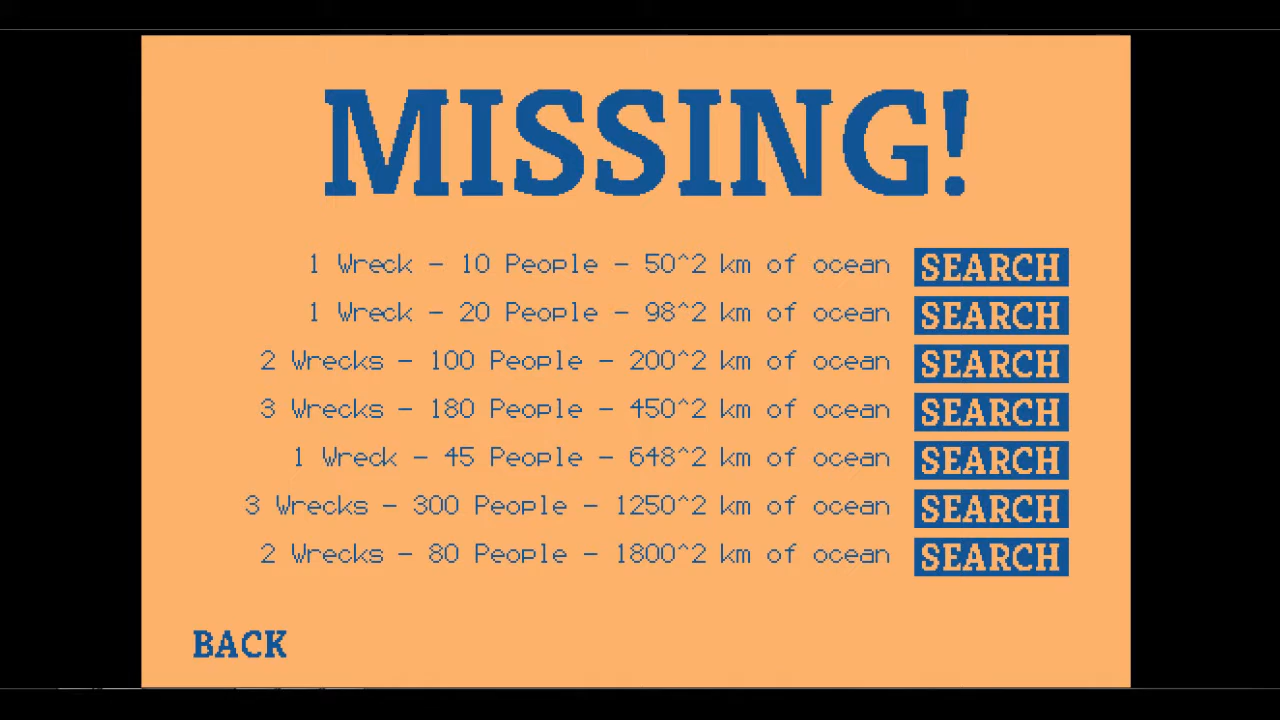 MISSING!
1 Wreck - 10 People - 50^2 km of ocean SEARCH
1 Wreck - 20 People - 98^2 km of ocean SEARCH
2 Wrecks - 100 People - 200^2 km of ocean SEARCH
3 Wrecks - 180 People - 450^2 km of ocean SEARCH
1 Wreck - 45 People - 648^2 km of ocean SEARCH
3 Wrecks - 300 People - 1250^2 km of ocean SEARCH
2 Wrecks - 80 People - 1800^2 km of ocean SEARCH
BACK